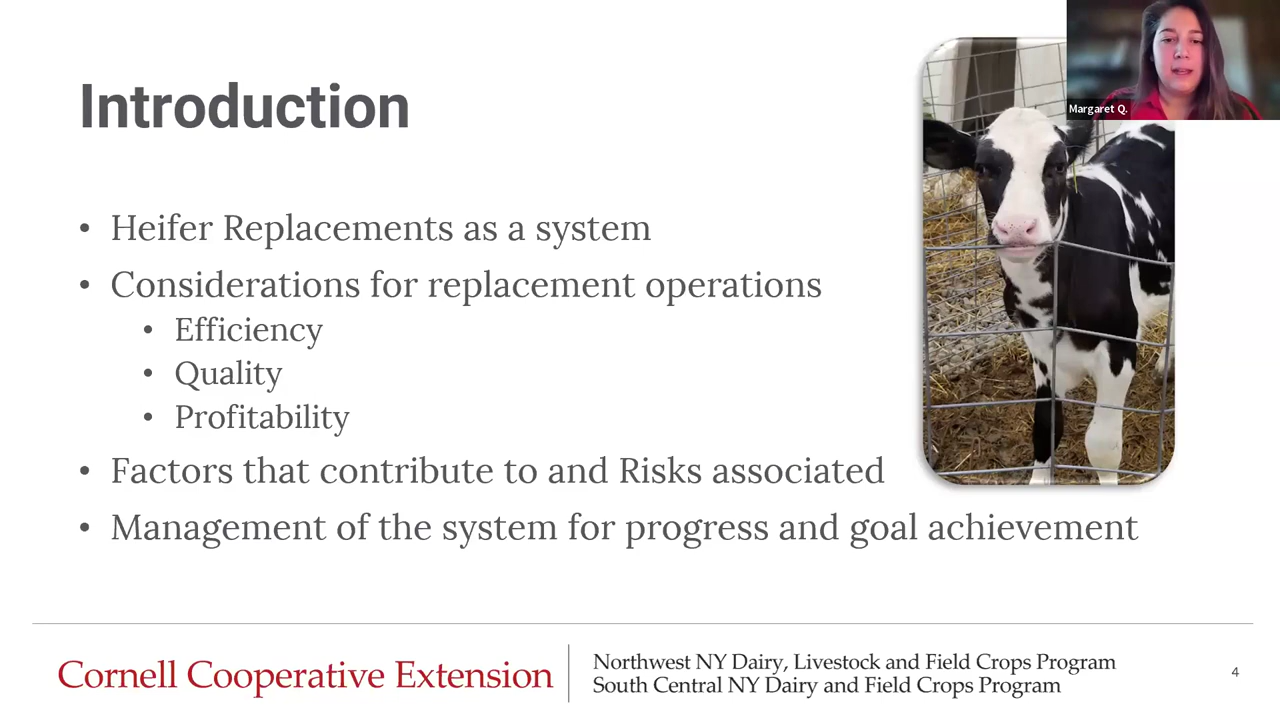 Introduction
Margaret Q.
• Heifer Replacements as a system
• Considerations for replacement operations
• Efficiency
• Quality
• Profitability
• Factors that contribute to and Risks associated
• Management of the system for progress and goal achievement
Cornell Cooperative Extension
Northwest NY Dairy, Livestock and Field Crops Program
South Central NY Dairy and Field Crops Program
4